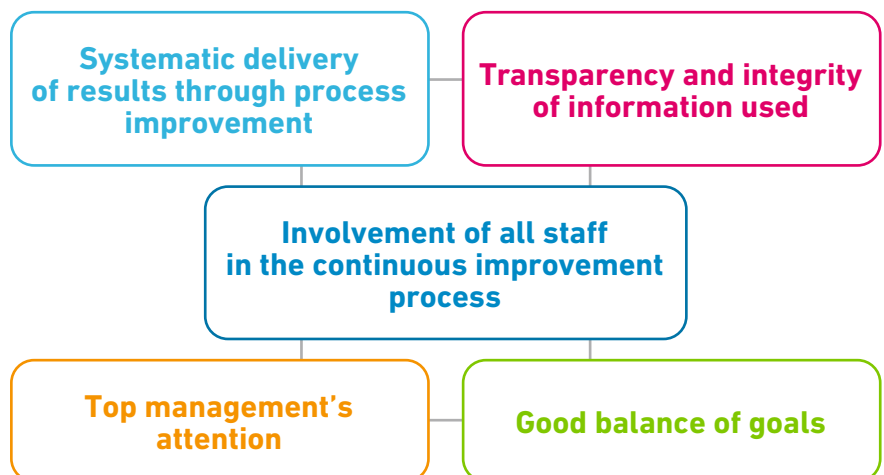 Systematic delivery
of results through process
improvement
Transparency and integrity
of information used
Involvement of all staff
in the continuous improvement
process
Top management’s
attention
Good balance of goals